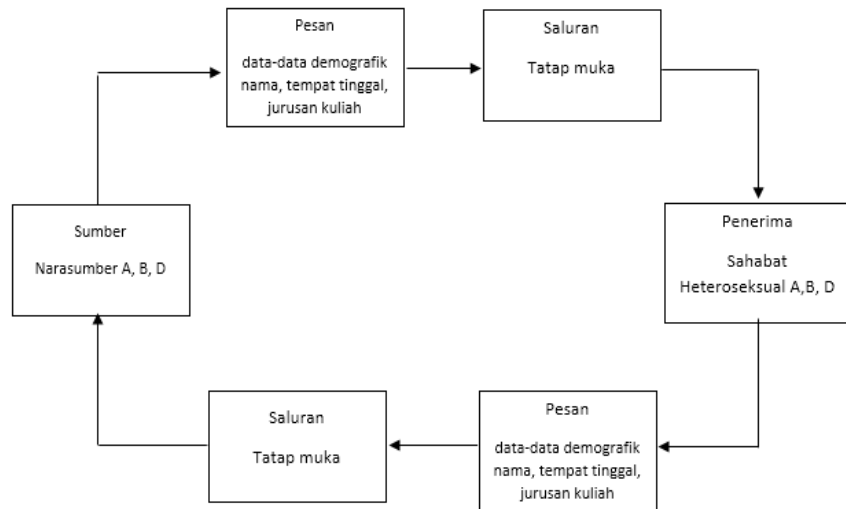 Pesan
data-data demografik
nama, tempat tinggal,
jurusan kuliah
Saluran
Tatap muka
Sumber
Narasumber A, B, D
Penerima
Sahabat
Heteroseksual A,B, D
Saluran
Tatap muka
Pesan
data-data demografik
nama, tempat tinggal,
jurusan kuliah